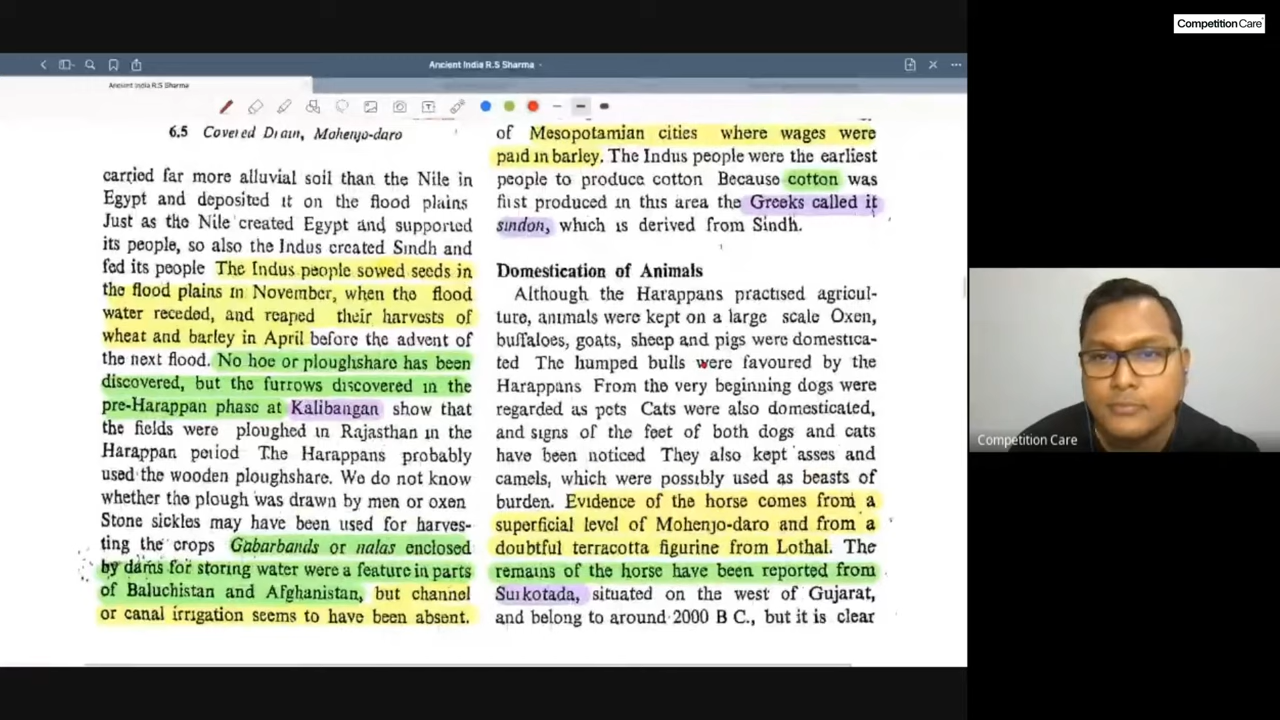 CompetitionCare
Ancient India R.S Sharma
Ancient India R.S Sharma
6.5 Covered Drain, Mohenjo-daro
carried far more alluvial soil than the Nile in
Egypt and deposited it on the flood plains
Just as the Nile created Egypt and supported
its people, so also the Indus created Sindh and
fed its people The Indus people sowed seeds in
the flood plains in November, when the flood
water receded, and reaped their harvests of
wheat and barley in April before the advent of
the next flood. No hoe or ploughshare has been
discovered, but the furrows discovered in the
pre-Harappan phase at Kalibangan show that
the fields were ploughed in Rajasthan in the
Harappan period The Harappans probably
used the wooden ploughshare. We do not know
whether the plough was drawn by men or oxen
Stone sickles may have been used for harves-
ting the crops Gabarbands or nalas enclosed
by dams for storing water were a feature in parts
of Baluchistan and Afghanistan, but channel
or canal irrigation seems to have been absent.
of Mesopotamian cities where wages were
paid in barley. The Indus people were the earliest
people to produce cotton Because cotton was
first produced in this area the Greeks called it
sindon, which is derived from Sindh.
Domestication of Animals
Although the Harappans practised agricul-
ture, animals were kept on a large scale Oxen,
buffaloes, goats, sheep and pigs were domestica-
ted The humped bulls were favoured by the
Harappans From the very beginning dogs were
regarded as pets Cats were also domesticated,
and signs of the feet of both dogs and cats
have been noticed They also kept asses and
camels, which were possibly used as beasts of
burden. Evidence of the horse comes from a
superficial level of Mohenjo-daro and from a
doubtful terracotta figurine from Lothal. The
remains of the horse have been reported from
Surkotada, situated on the west of Gujarat,
and belong to around 2000 B C., but it is clear
Competition Care